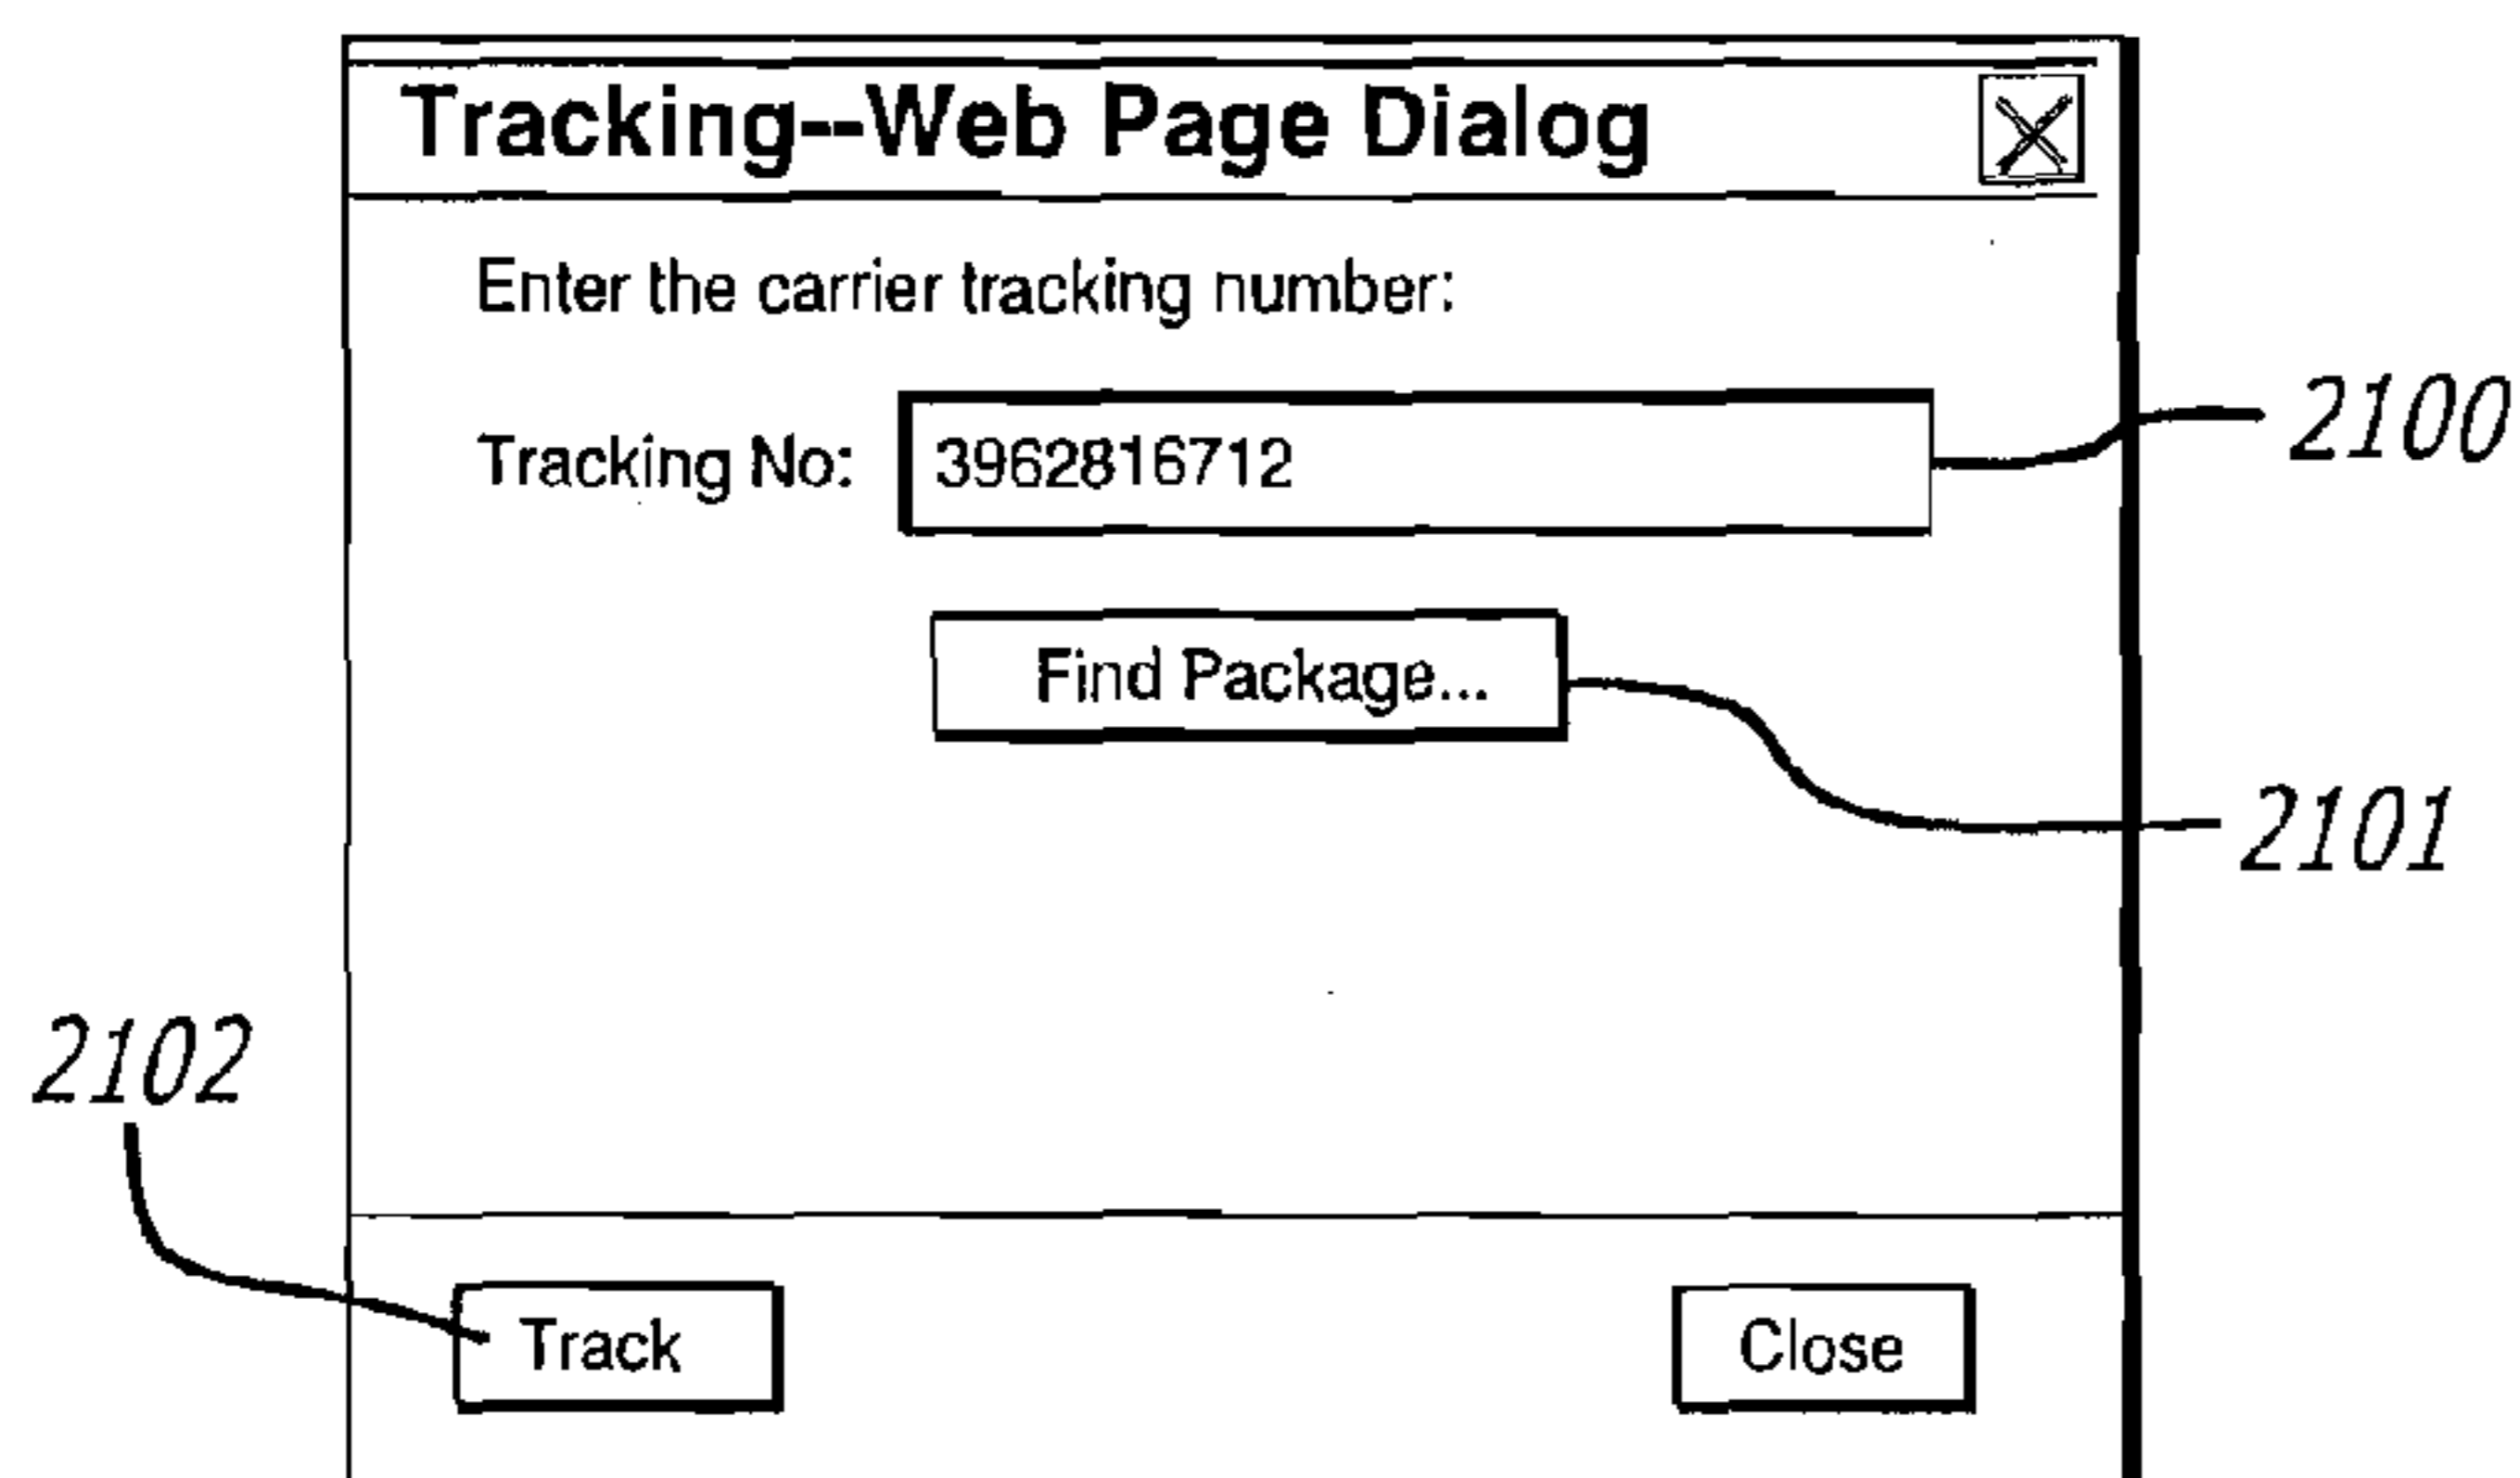 Tracking--Web Page Dialog
Enter the carrier tracking number:
Tracking No: 3962816712
2100
Find Package...
2101
2102
Track Close